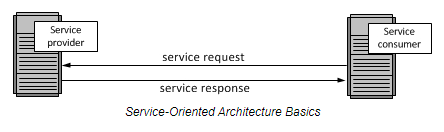 Service
provider
Service
consumer
service request
service response
Service-Oriented Architecture Basics